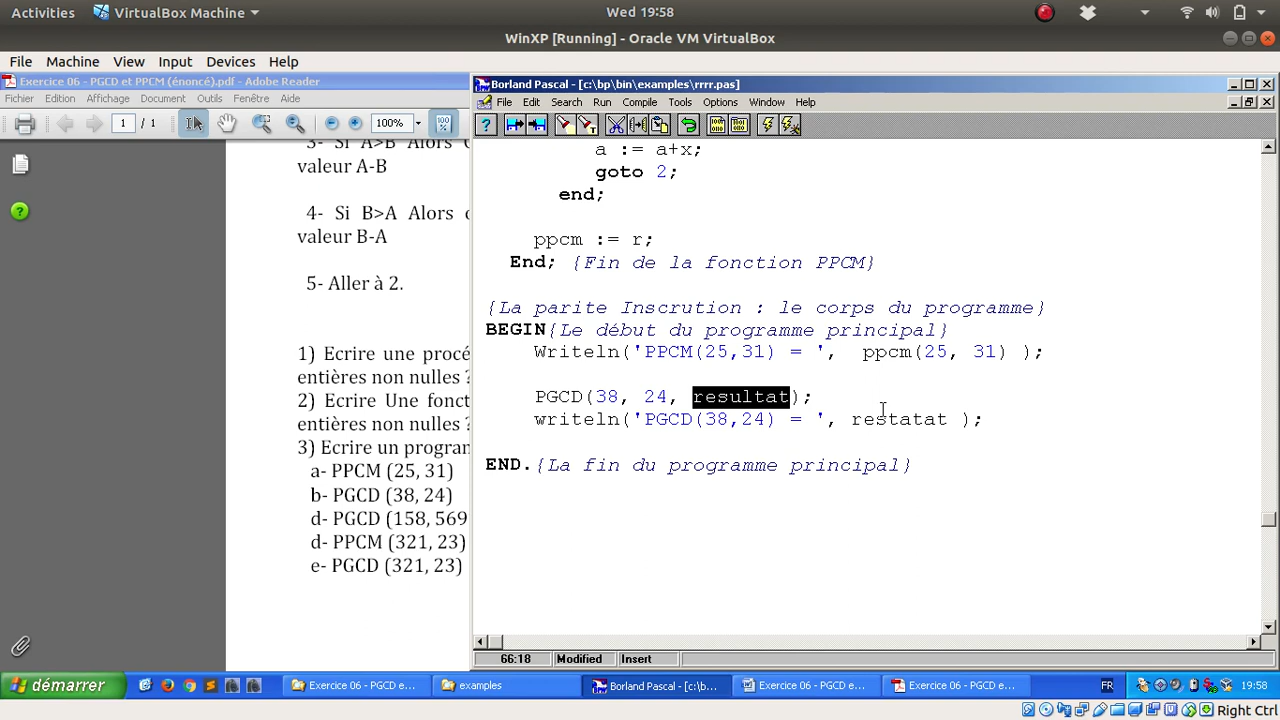 Activities VirtualBox Machine Wed 19:58
WinXP [Running] - Oracle VM VirtualBox
File Machine View Input Devices Help
Exercice 06 - PGCD et PPCM (énoncé).pdf - Adobe Reader
Fichier Edition Affichage Document Outils Fenêtre Aide
1 / 1 100%
3- Si A>B Alors
valeur A-B
4- Si B>A Alors
valeur B-A
5- Aller à 2.
1) Ecrire une procé
entières non nulles ?
2) Ecrire Une fonct
entières non nulles ?
3) Ecrire un program
a- PPCM (25, 31)
b- PGCD (38, 24)
d- PGCD (158, 569
d- PPCM (321, 23)
e- PGCD (321, 23)
Borland Pascal - [c:\bp\bin\examples\rrrr.pas]
File Edit Search Run Compile Tools Options Window Help
a := a+x;
goto 2;
end;
ppcm := r;
End; {Fin de la fonction PPCM}
{La parite Inscrution : le corps du programme}
BEGIN{Le début du programme principal}
Writeln('PPCM(25,31) = ', ppcm(25, 31) );
PGCD(38, 24, resultat);
writeln('PGCD(38,24) = ', restatat );
END.{La fin du programme principal}
66:18 Modified Insert
démarrer Exercice 06 - PGCD e... examples Borland Pascal - [c:\b... Exercice 06 - PGCD e... Exercice 06 - PGCD e... FR 19:58
Right Ctrl